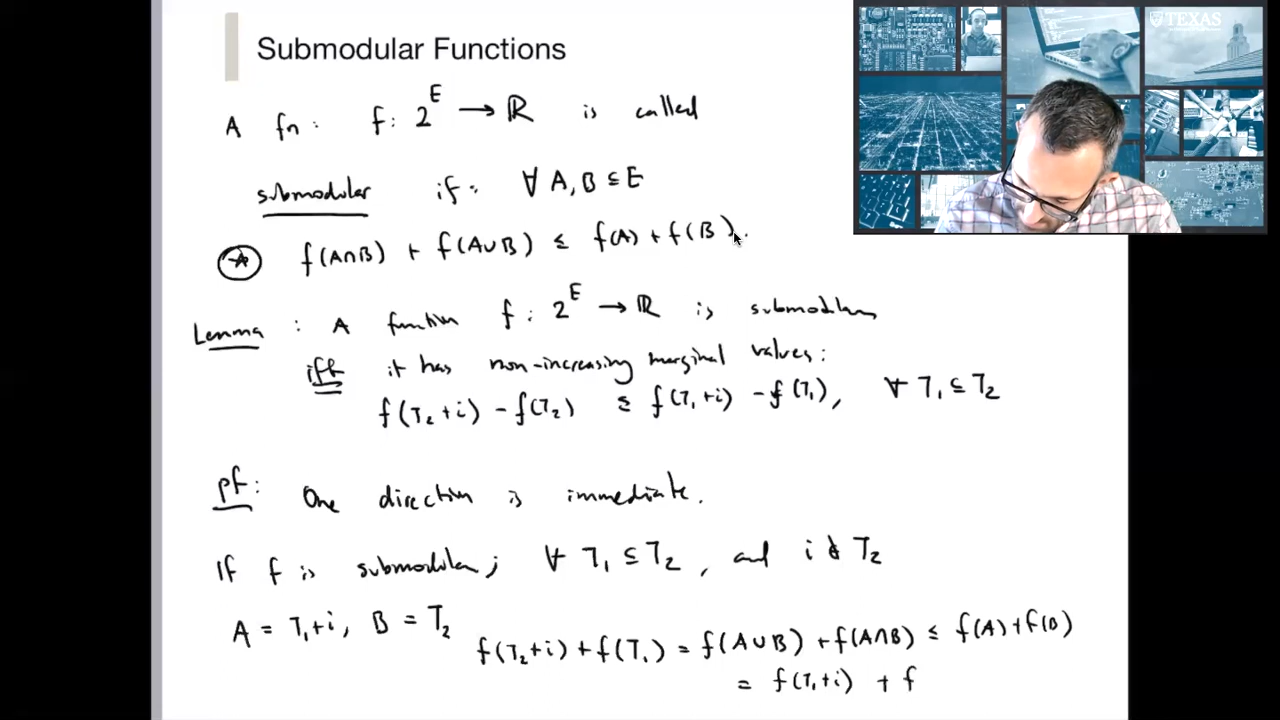 Submodular Functions
TEXAS
A fn: f: 2^E → ℝ is called
submodular if: ∀ A, B ⊆ E
Ⓐ f(A∩B) + f(A∪B) ≤ f(A) + f(B).
Lemma: A function f: 2^E → ℝ is submodular
iff it has non-increasing marginal values:
f(T₂+i) - f(T₂) ≤ f(T₁+i) - f(T₁), ∀ T₁ ⊆ T₂
pf: One direction is immediate.
If f is submodular; ∀ T₁ ⊆ T₂, and i ∉ T₂
A = T₁+i, B = T₂
f(T₂+i) + f(T₁) = f(A∪B) + f(A∩B) ≤ f(A) + f(B)
= f(T₁+i) + f